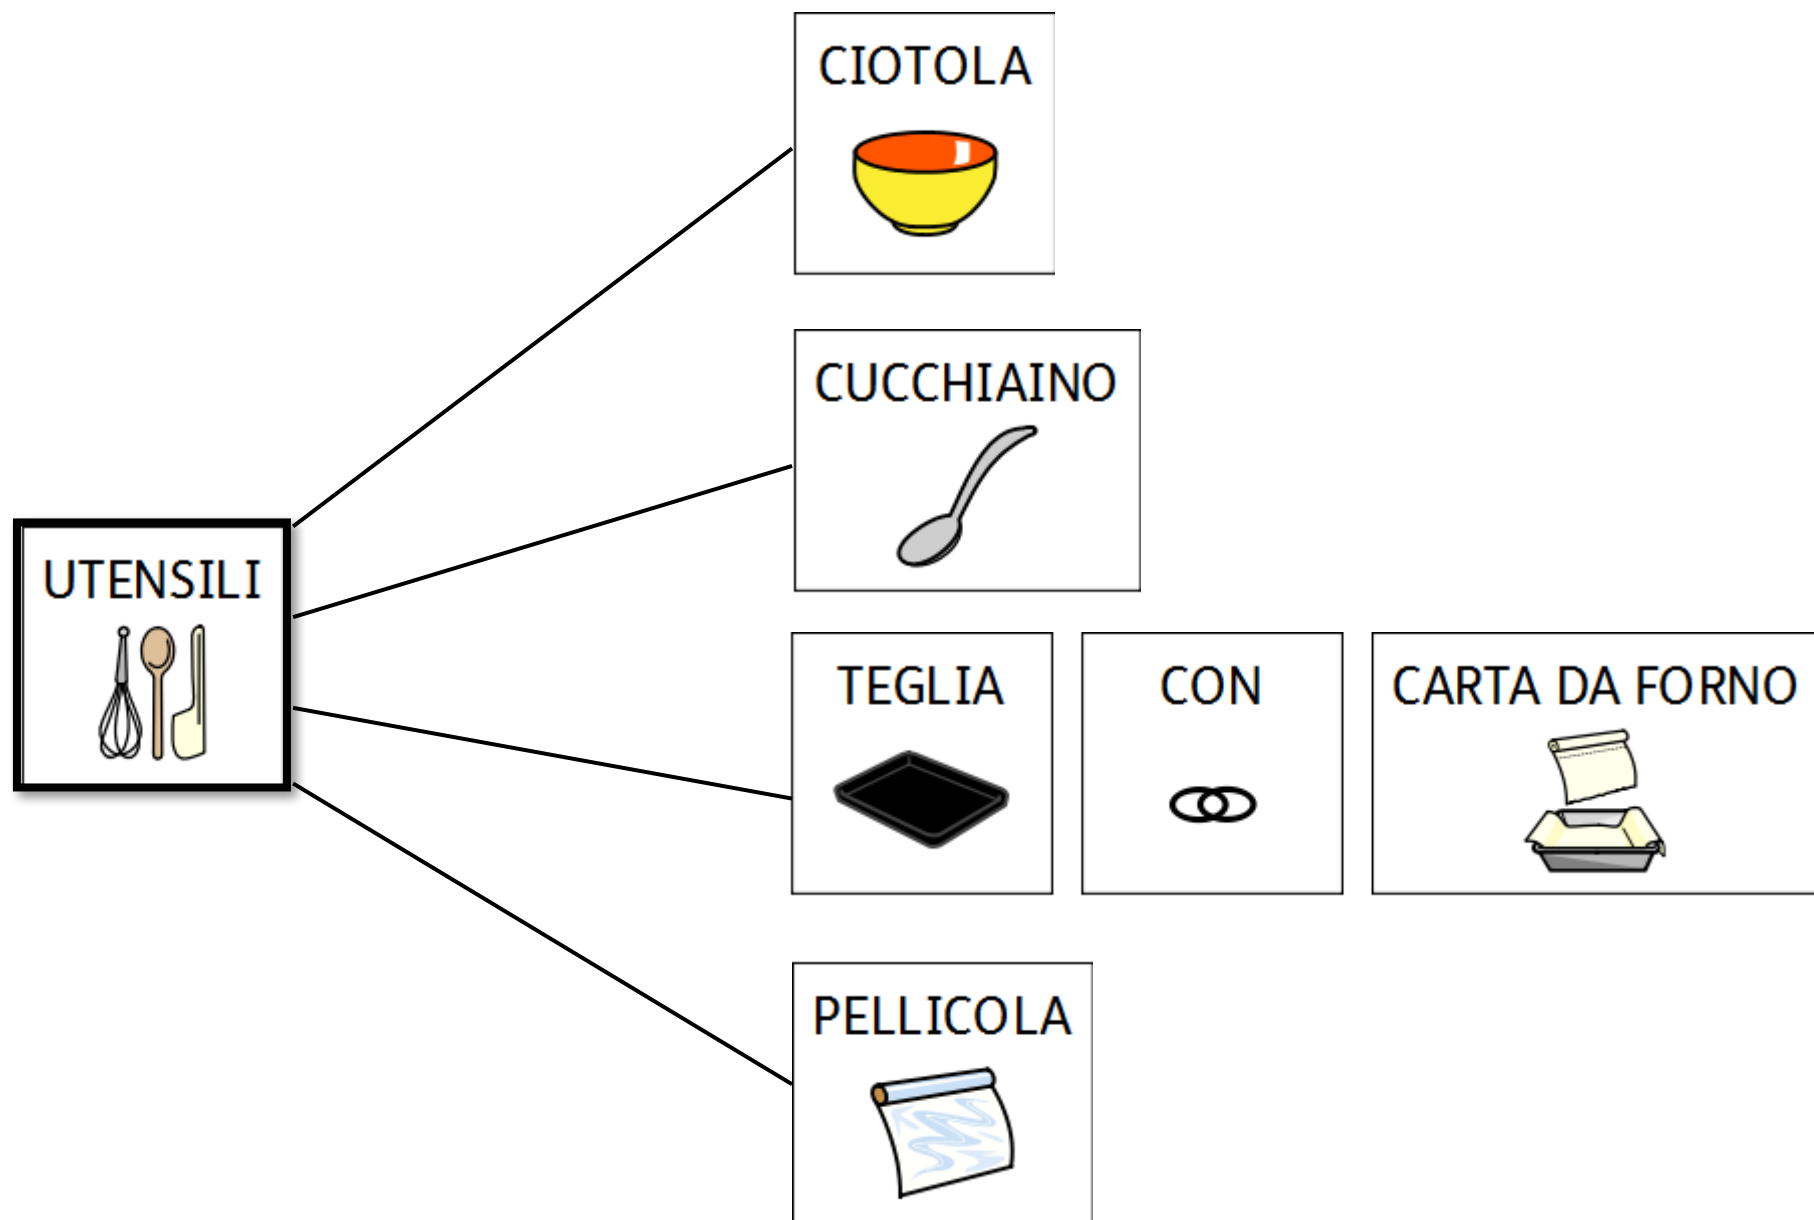 CIOTOLA
CUCCHIAINO
UTENSILI
TEGLIA CON CARTA DA FORNO
PELLICOLA